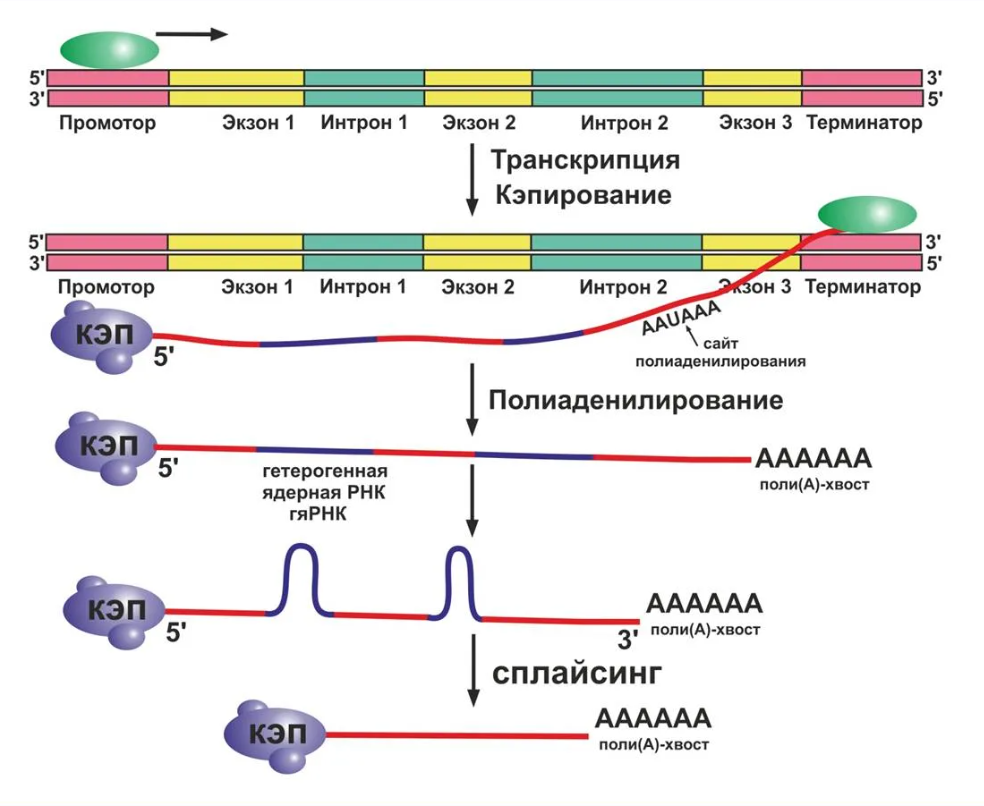 5' 3'
3' 5'
Промотор Экзон 1 Интрон 1 Экзон 2 Интрон 2 Экзон 3 Терминатор
Транскрипция
Кэпирование
5' 3'
3' 5'
Промотор Экзон 1 Интрон 1 Экзон 2 Интрон 2 Экзон 3 Терминатор
AAUAAA
КЭП
5'
сайт
полиаденилирования
Полиаденилирование
КЭП
5'
АААААА
поли(А)-хвост
гетерогенная
ядерная РНК
гяРНК
КЭП
5'
3'
АААААА
поли(А)-хвост
сплайсинг
КЭП
АААААА
поли(А)-хвост